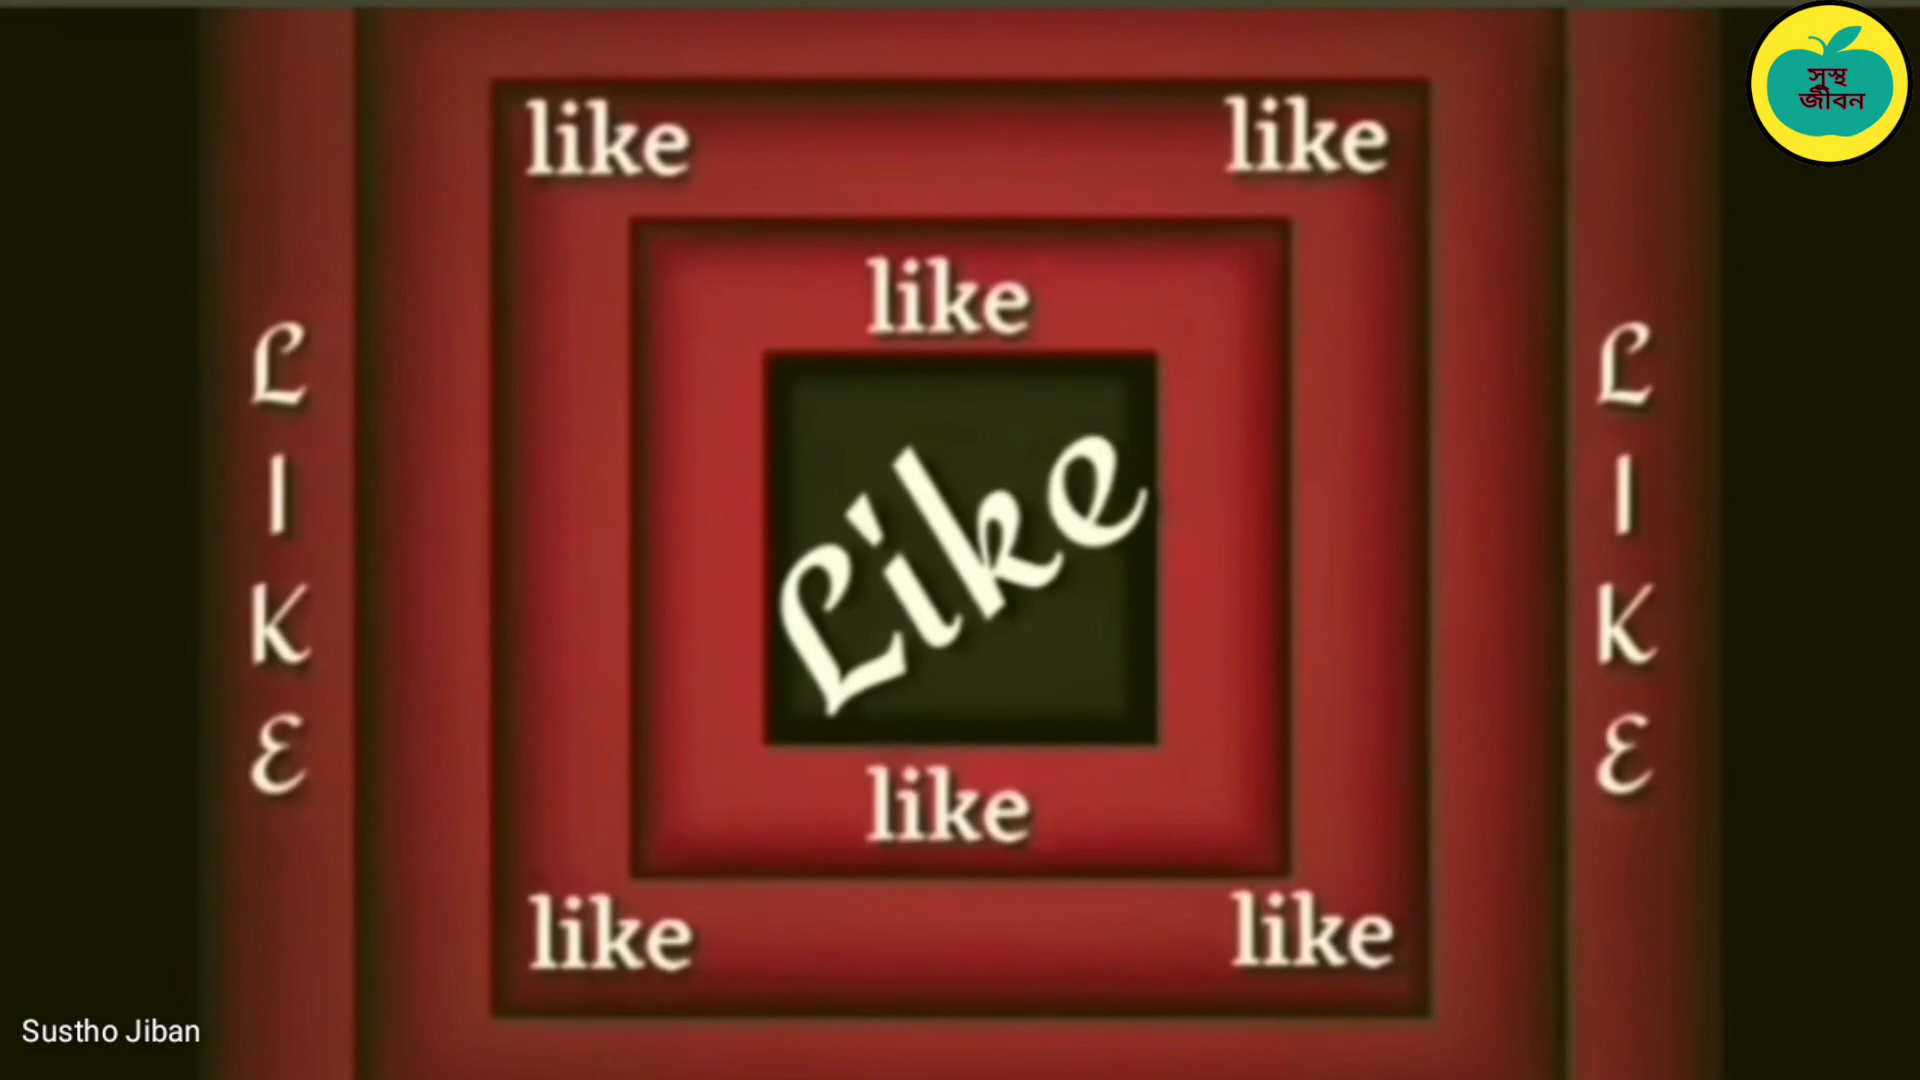 like like
like
Like
like
like like
L
I
K
E
L
I
K
E
সুস্থ
জীবন
Sustho Jiban